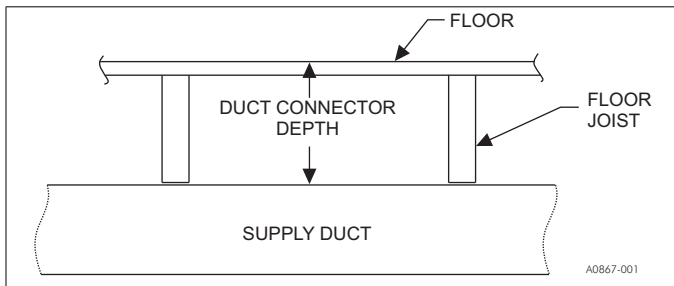 FLOOR
DUCT CONNECTOR
DEPTH
FLOOR
JOIST
SUPPLY DUCT
A0867-001